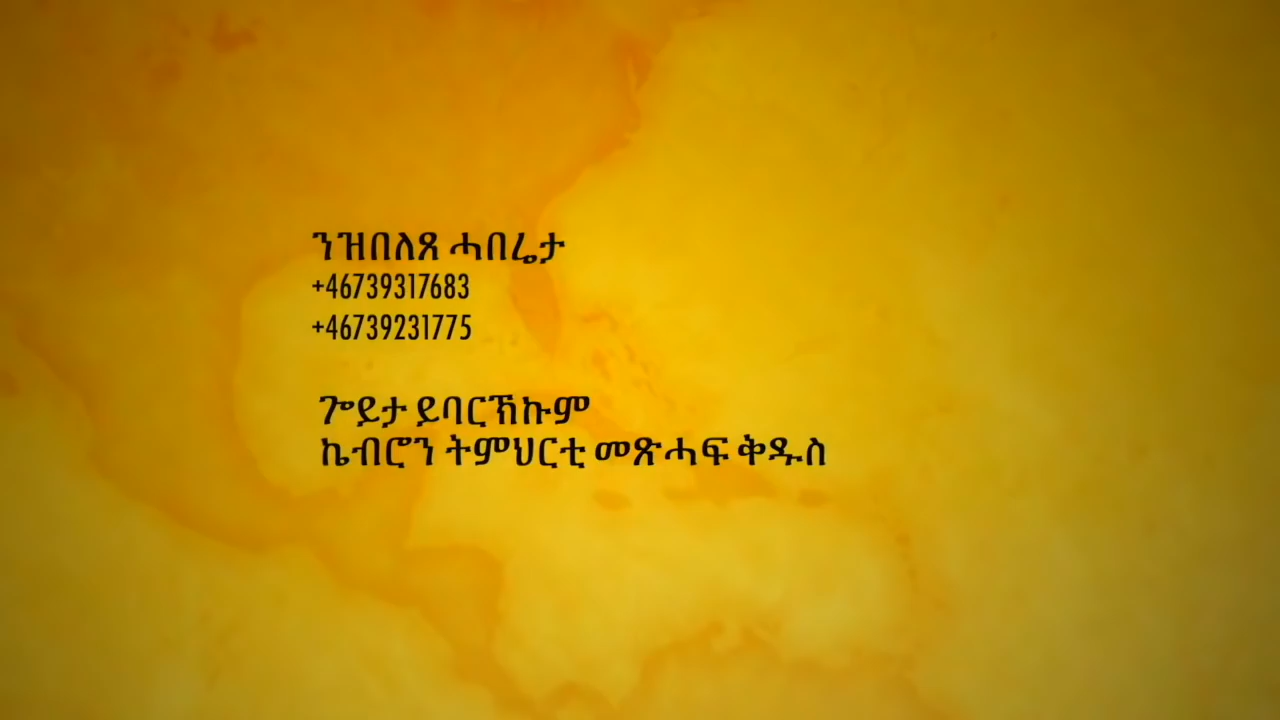 ንዝበለጸ ሓበሬታ
+46739317683
+46739231775
ጐይታ ይባርኽኩም
ኬብሮን ትምህርቲ መጽሓፍ ቅዱስ